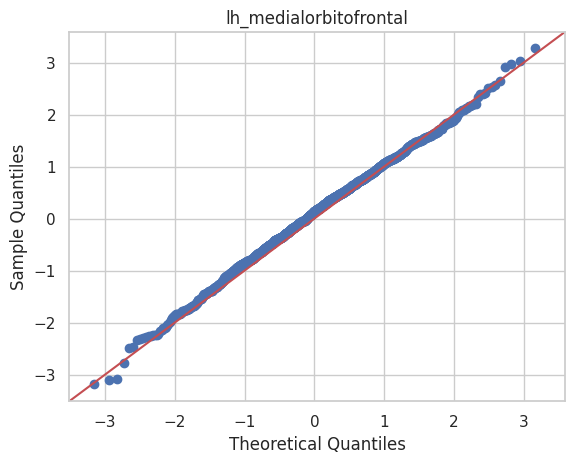 lh_medialorbitofrontal
3
2
1
0
−1
−2
−3
Sample Quantiles
−3 −2 −1 0 1 2 3
Theoretical Quantiles